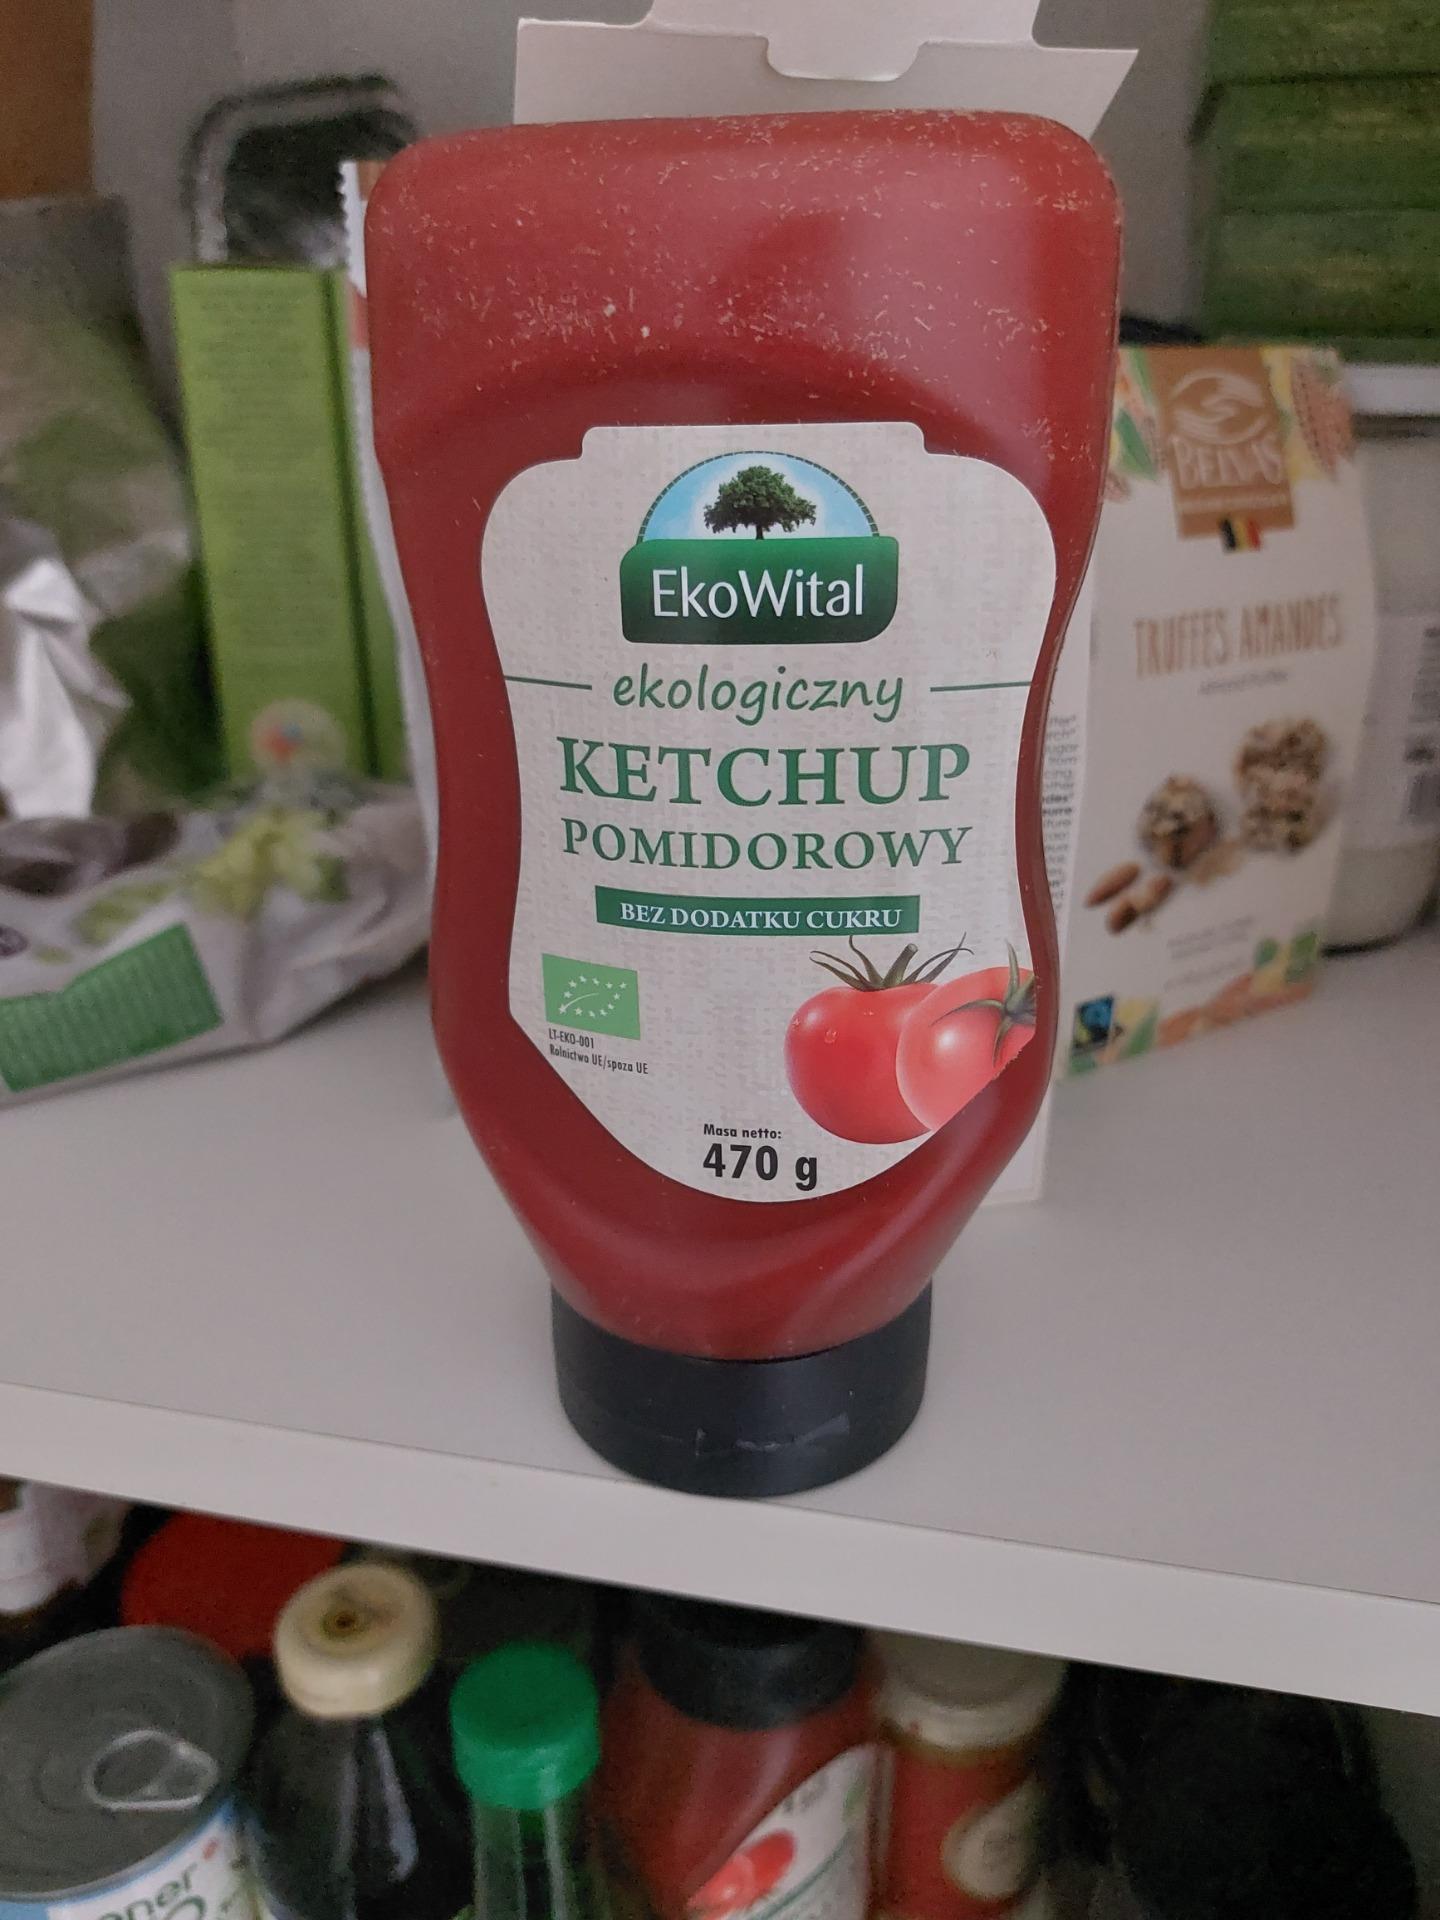 EkoWital
ekologiczny
KETCHUP
POMIDOROWY
BEZ DODATKU CUKRU
LT-EKO-001
Rolnictwo UE/spoza UE
Masa netto:
470 g
BELVAS
TRUFFES AMANDES